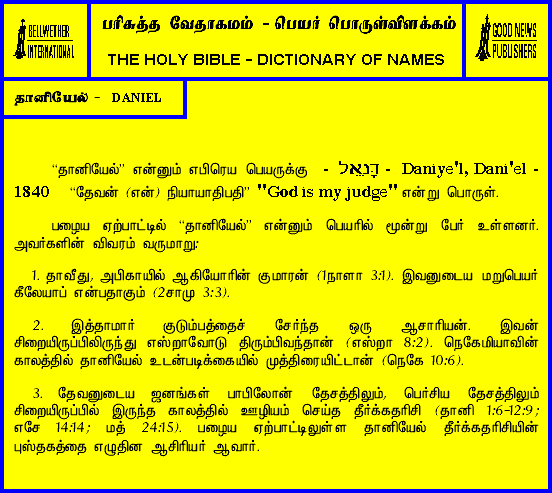 BELLWETHER
INTERNATIONAL
பரிசுத்த வேதாகமம் - பெயர் பொருள்விளக்கம்
THE HOLY BIBLE - DICTIONARY OF NAMES
GOOD NEWS
PUBLISHERS
தானியேல் - DANIEL
“தானியேல்” என்னும் எபிரெய பெயருக்கு - דָּנִאֵל - Daniye'l, Dani'el -
1840 “தேவன் (என்) நியாயாதிபதி” "God is my judge" என்று பொருள்.
பழைய ஏற்பாட்டில் “தானியேல்” என்னும் பெயரில் மூன்று பேர் உள்ளனர்.
அவர்களின் விவரம் வருமாறு:
1. தாவீது, அபிகாயில் ஆகியோரின் குமாரன் (1நாளா 3:1). இவனுடைய மறுபெயர்
கீலேயாப் என்பதாகும் (2சாமு 3:3).
2. இத்தாமார் குடும்பத்தைச் சேர்ந்த ஒரு ஆசாரியன். இவன்
சிறையிருப்பிலிருந்து எஸ்றாவோடு திரும்பிவந்தான் (எஸ்றா 8:2). நெகேமியாவின்
காலத்தில் தானியேல் உடன்படிக்கையில் முத்திரையிட்டான் (நெகே 10:6).
3. தேவனுடைய ஜனங்கள் பாபிலோன் தேசத்திலும், பெர்சிய தேசத்திலும்
சிறையிருப்பில் இருந்த காலத்தில் ஊழியம் செய்த தீர்க்கதரிசி (தானி 1:6-12:9;
எசே 14:14; மத் 24:15). பழைய ஏற்பாட்டிலுள்ள தானியேல் தீர்க்கதரிசியின்
புஸ்தகத்தை எழுதின ஆசிரியர் ஆவார்.